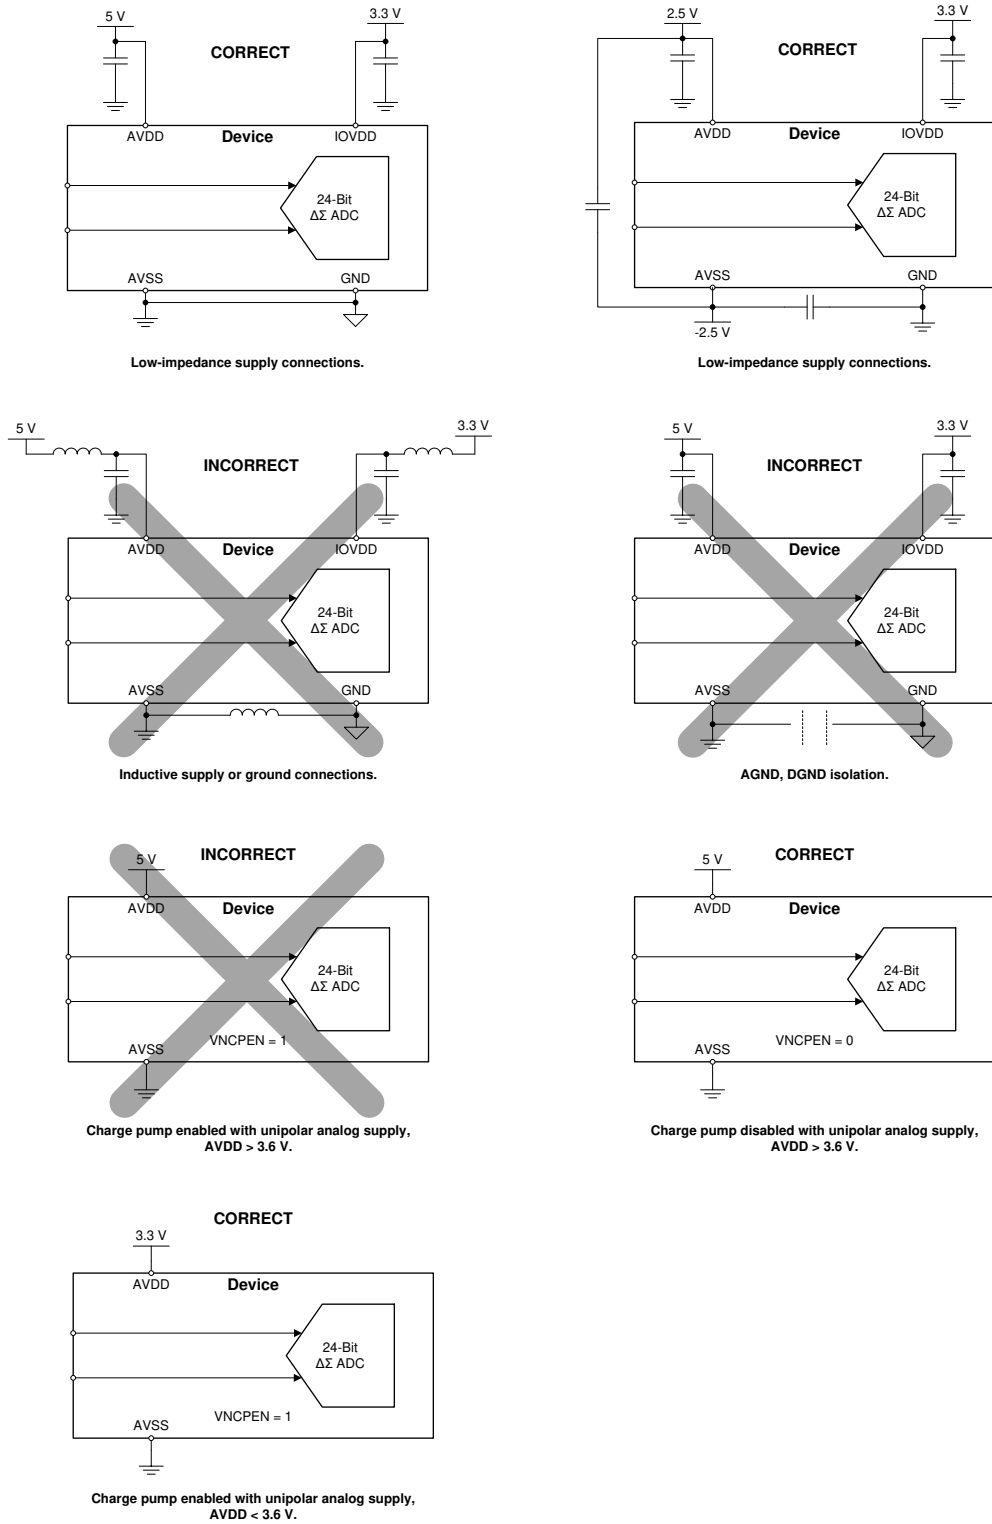 5 V
3.3 V
CORRECT
AVDD
Device
IOVDD
24-Bit
ΔΣ ADC
AVSS
GND
Low-impedance supply connections.
2.5 V
3.3 V
CORRECT
AVDD
Device
IOVDD
24-Bit
ΔΣ ADC
AVSS
GND
-2.5 V
Low-impedance supply connections.
5 V
3.3 V
INCORRECT
AVDD
Device
IOVDD
24-Bit
ΔΣ ADC
AVSS
GND
Inductive supply or ground connections.
5 V
3.3 V
INCORRECT
AVDD
Device
IOVDD
24-Bit
ΔΣ ADC
AVSS
GND
AGND, DGND isolation.
INCORRECT
5 V
AVDD
Device
24-Bit
ΔΣ ADC
VNCPEN = 1
AVSS
Charge pump enabled with unipolar analog supply,
AVDD > 3.6 V.
CORRECT
5 V
AVDD
Device
24-Bit
ΔΣ ADC
VNCPEN = 0
AVSS
Charge pump disabled with unipolar analog supply,
AVDD > 3.6 V.
CORRECT
3.3 V
AVDD
Device
24-Bit
ΔΣ ADC
VNCPEN = 1
AVSS
Charge pump enabled with unipolar analog supply,
AVDD < 3.6 V.